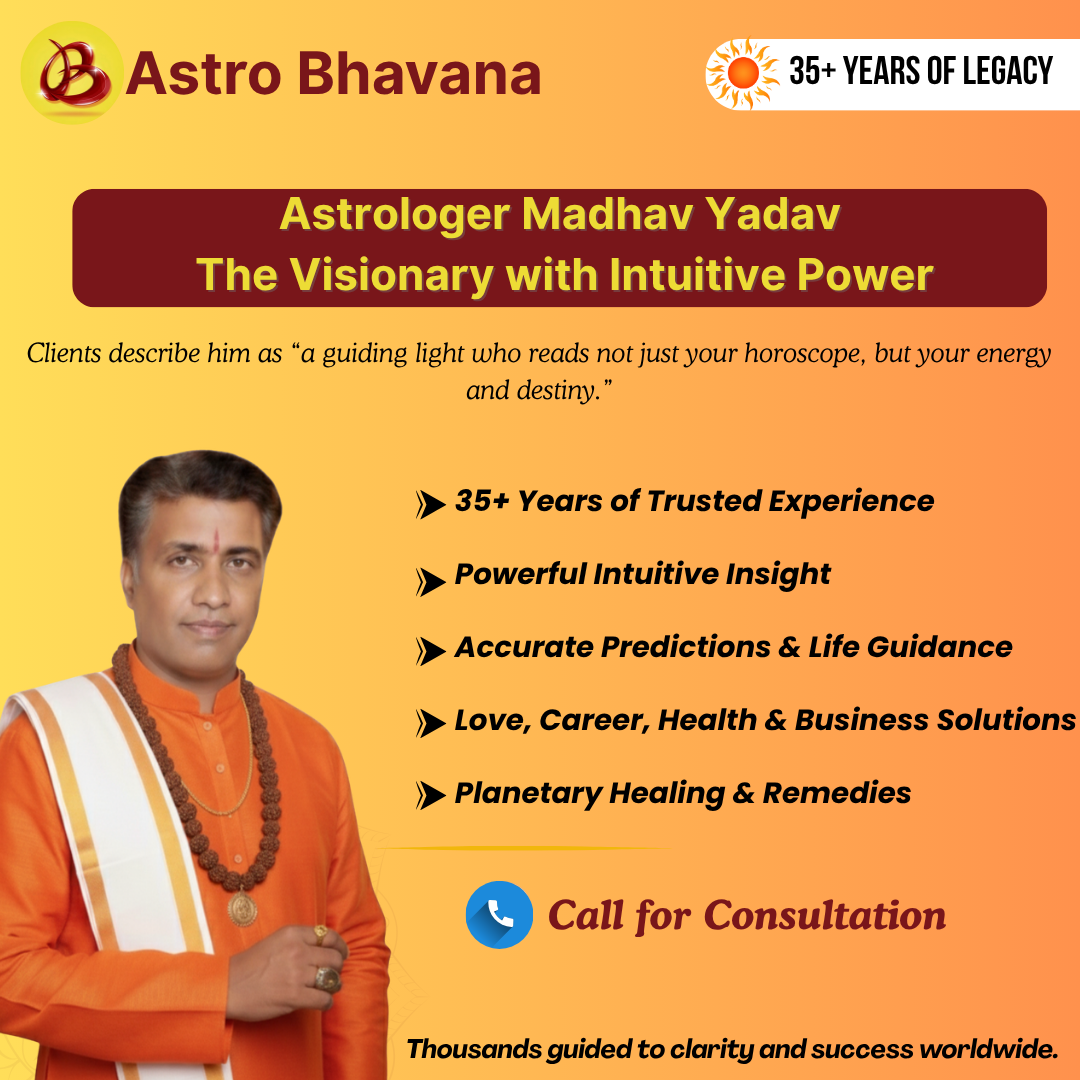 B Astro Bhavana
35+ YEARS OF LEGACY
Astrologer Madhav Yadav
The Visionary with Intuitive Power
Clients describe him as “a guiding light who reads not just your horoscope, but your energy
and destiny.”
35+ Years of Trusted Experience
Powerful Intuitive Insight
Accurate Predictions & Life Guidance
Love, Career, Health & Business Solutions
Planetary Healing & Remedies
Call for Consultation
Thousands guided to clarity and success worldwide.